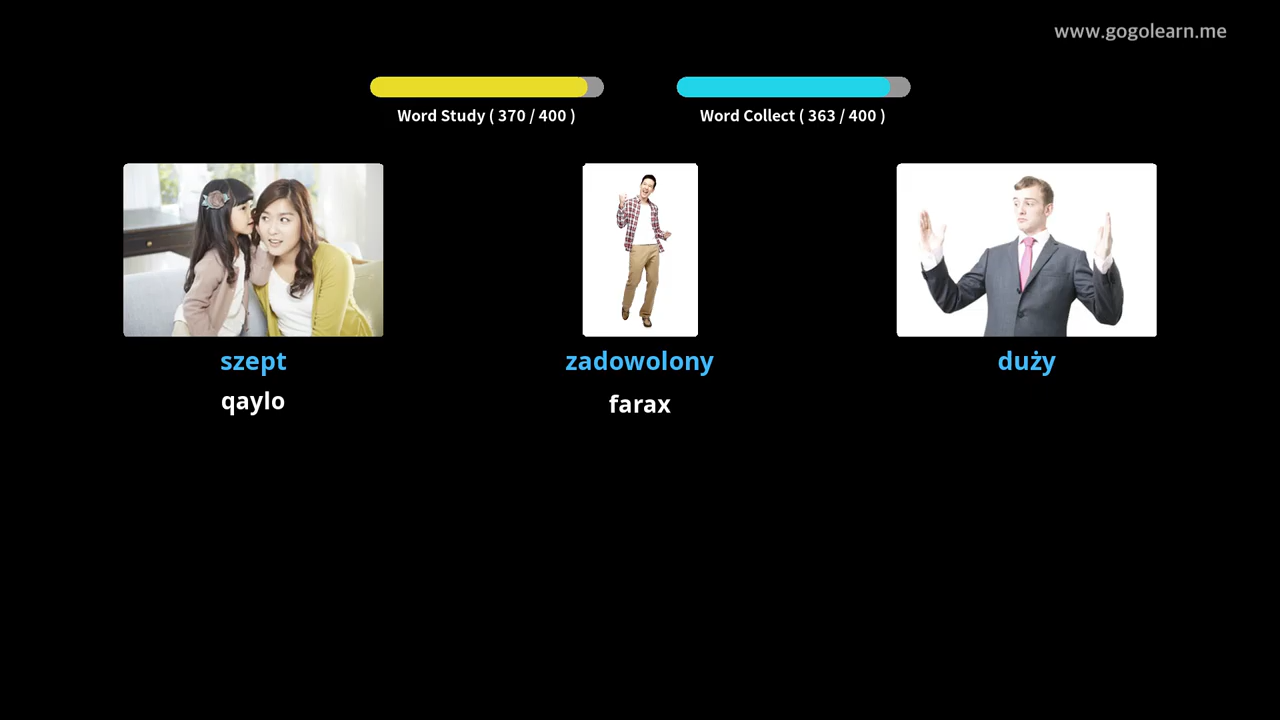 www.gogolearn.me
Word Study ( 370 / 400 )
Word Collect ( 363 / 400 )
szept
zadowolony
duży
qaylo
farax